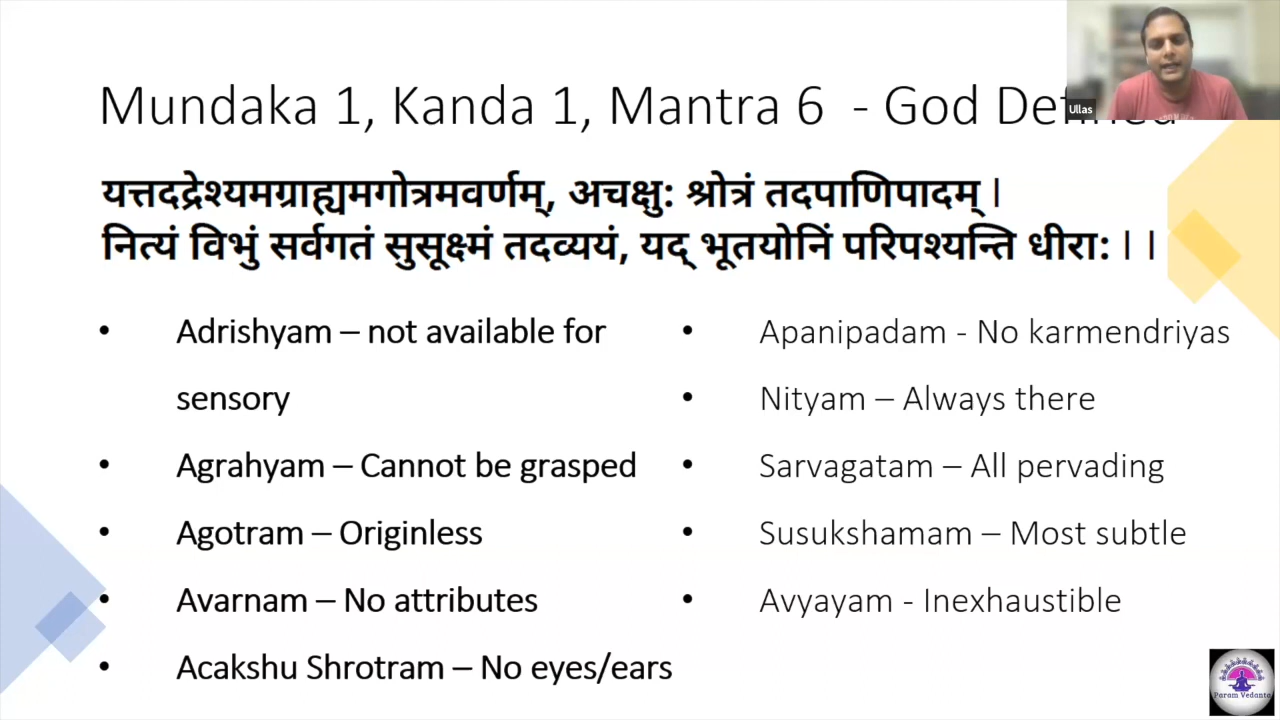 Mundaka 1, Kanda 1, Mantra 6 - God Defined
Ullas
यत्तदद्रेश्यमग्राह्यमगोत्रमवर्णम्, अचक्षु: श्रोत्रं तदपाणिपादम् |
नित्यं विभुं सर्वगतं सुसूक्ष्मं तदव्ययं, यद् भूतयोनिं परिपश्यन्ति धीरा: | |
• Adrishyam – not available for
sensory
• Agrahyam – Cannot be grasped
• Agotram – Originless
• Avarnam – No attributes
• Acakshu Shrotram – No eyes/ears
• Apanipadam - No karmendriyas
• Nityam – Always there
• Sarvagatam – All pervading
• Susukshamam – Most subtle
• Avyayam - Inexhaustible
Param Vedanta